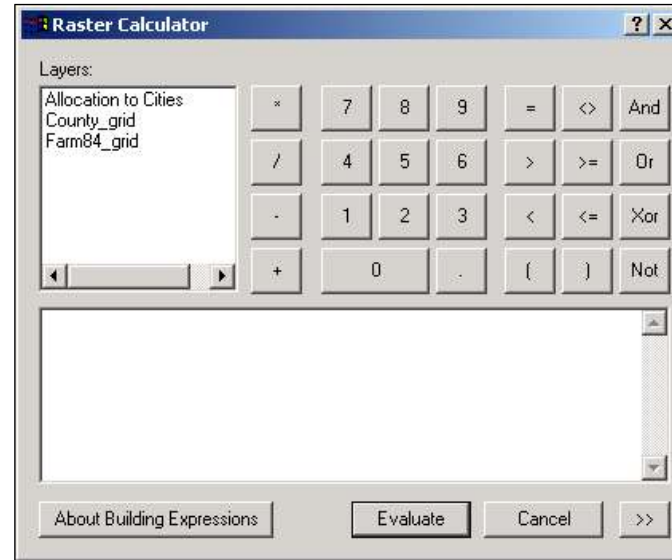 Raster Calculator ? X
Layers:
Allocation to Cities
County_grid
Farm84_grid
* 7 8 9 = <> And
/ 4 5 6 > >= Or
- 1 2 3 < <= Xor
+ 0 . ( ) Not
About Building Expressions Evaluate Cancel >>